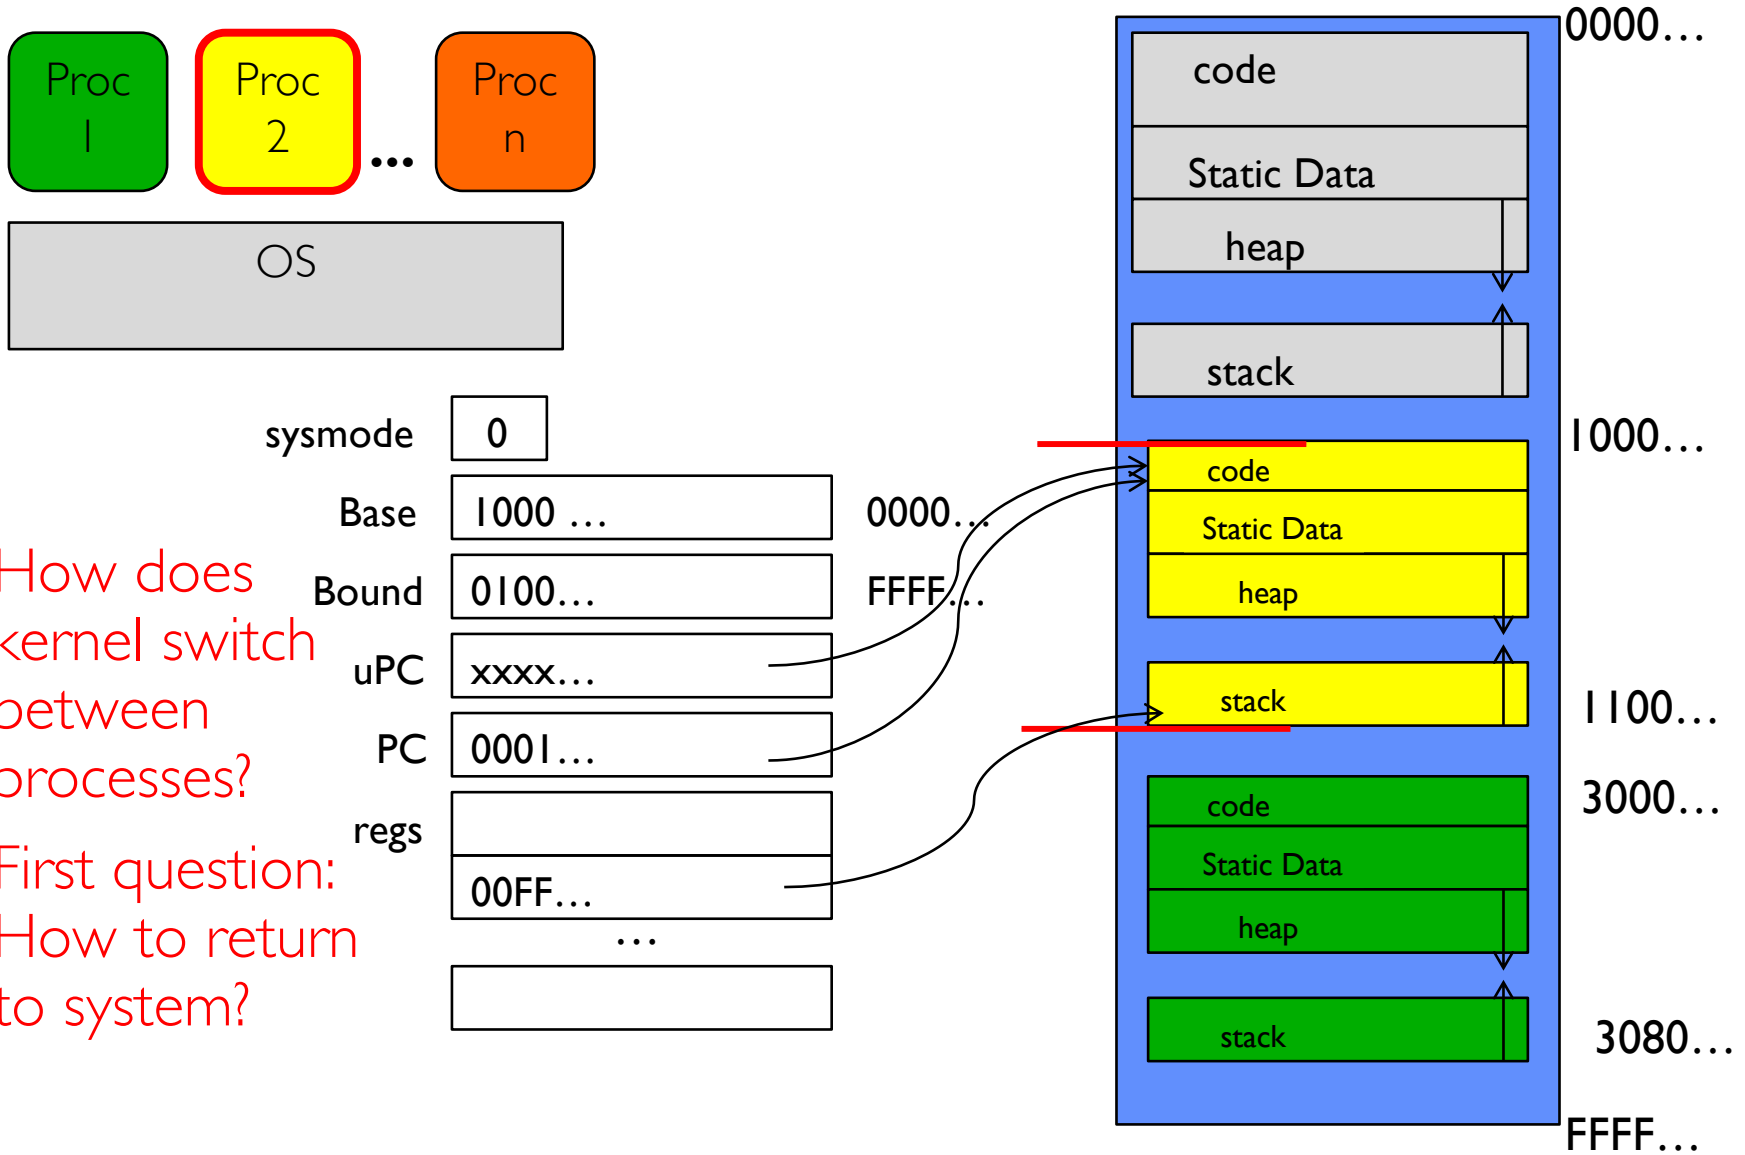 Proc
1
Proc
2
...
Proc
n
OS
sysmode
0
Base
1000 …
0000…
Bound
0100…
FFFF…
uPC
xxxx…
PC
0001…
regs
00FF…
…
How does
kernel switch
between
processes?
First question:
How to return
to system?
0000…
code
Static Data
heap
stack
1000…
code
Static Data
heap
stack
1100…
3000…
code
Static Data
heap
stack
3080…
FFFF…